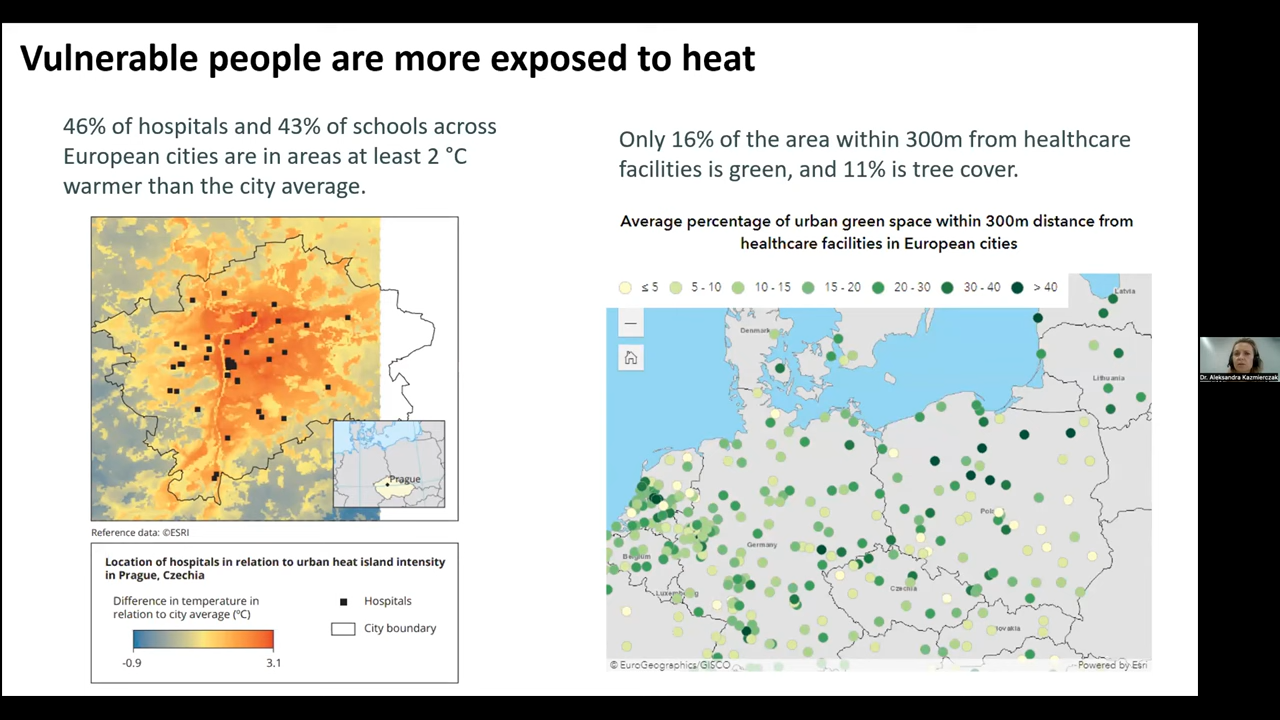 Vulnerable people are more exposed to heat
46% of hospitals and 43% of schools across
European cities are in areas at least 2 °C
warmer than the city average.
Prague
Reference data: ©ESRI
Location of hospitals in relation to urban heat island intensity
in Prague, Czechia
Difference in temperature in
relation to city average (°C)
-0.9
3.1
Hospitals
City boundary
Only 16% of the area within 300m from healthcare
facilities is green, and 11% is tree cover.
Average percentage of urban green space within 300m distance from
healthcare facilities in European cities
≤ 5
5 - 10
10 - 15
15 - 20
20 - 30
30 - 40
> 40
Latvia
Denmark
Lithuania
Germany
Belgium
Czechia
© EuroGeographics/GISCO
Powered by Esri
Dr. Aleksandra Kazmierczak